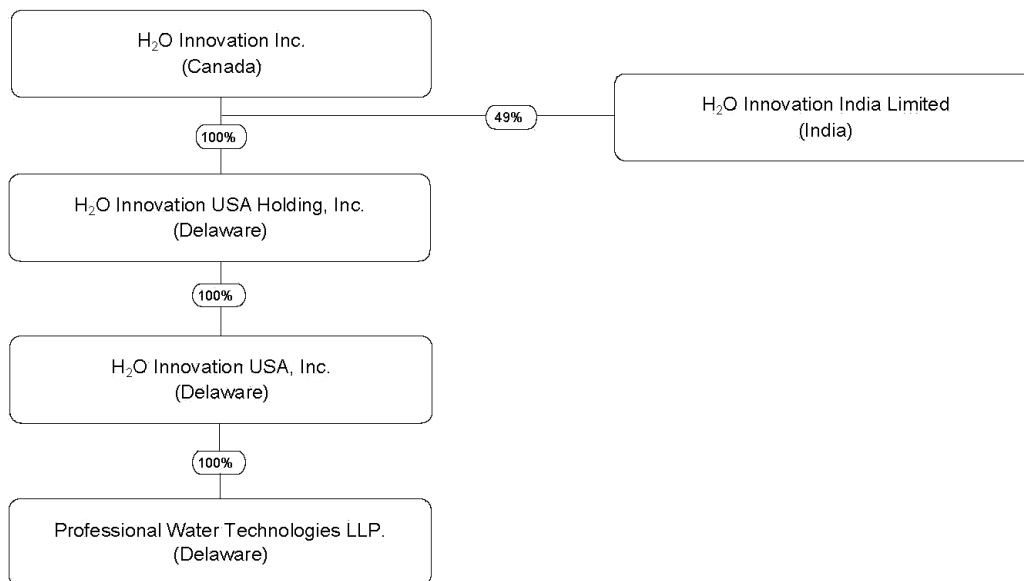 H₂O Innovation Inc.
(Canada)
H₂O Innovation India Limited
(India)
49%
100%
H₂O Innovation USA Holding, Inc.
(Delaware)
100%
H₂O Innovation USA, Inc.
(Delaware)
100%
Professional Water Technologies LLP.
(Delaware)